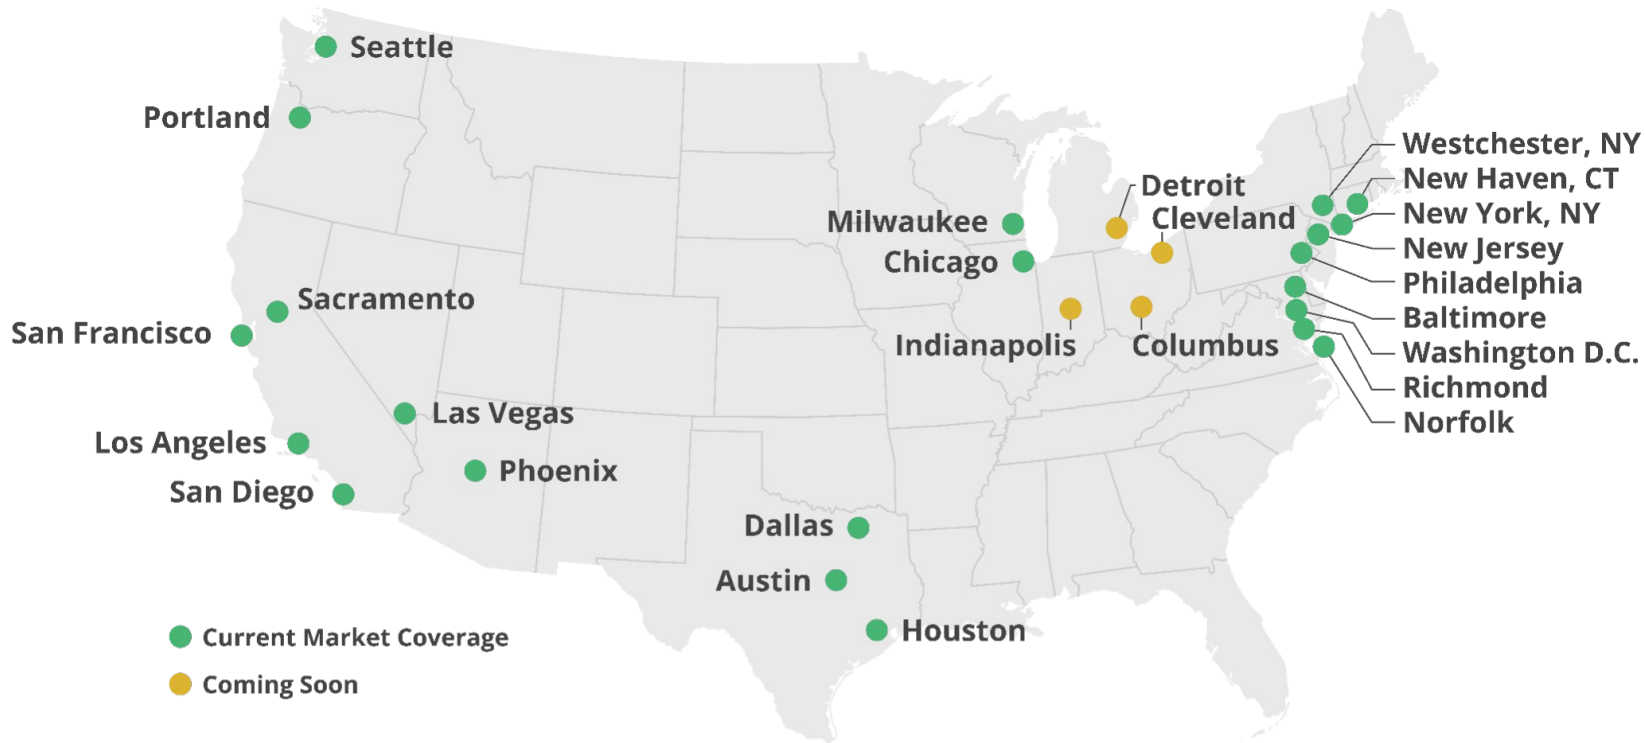 Seattle
Portland
Sacramento
San Francisco
Las Vegas
Los Angeles
Phoenix
San Diego
Dallas
Austin
Houston
Milwaukee
Chicago
Detroit
Cleveland
Indianapolis
Columbus
Westchester, NY
New Haven, CT
New York, NY
New Jersey
Philadelphia
Baltimore
Washington D.C.
Richmond
Norfolk
Current Market Coverage
Coming Soon